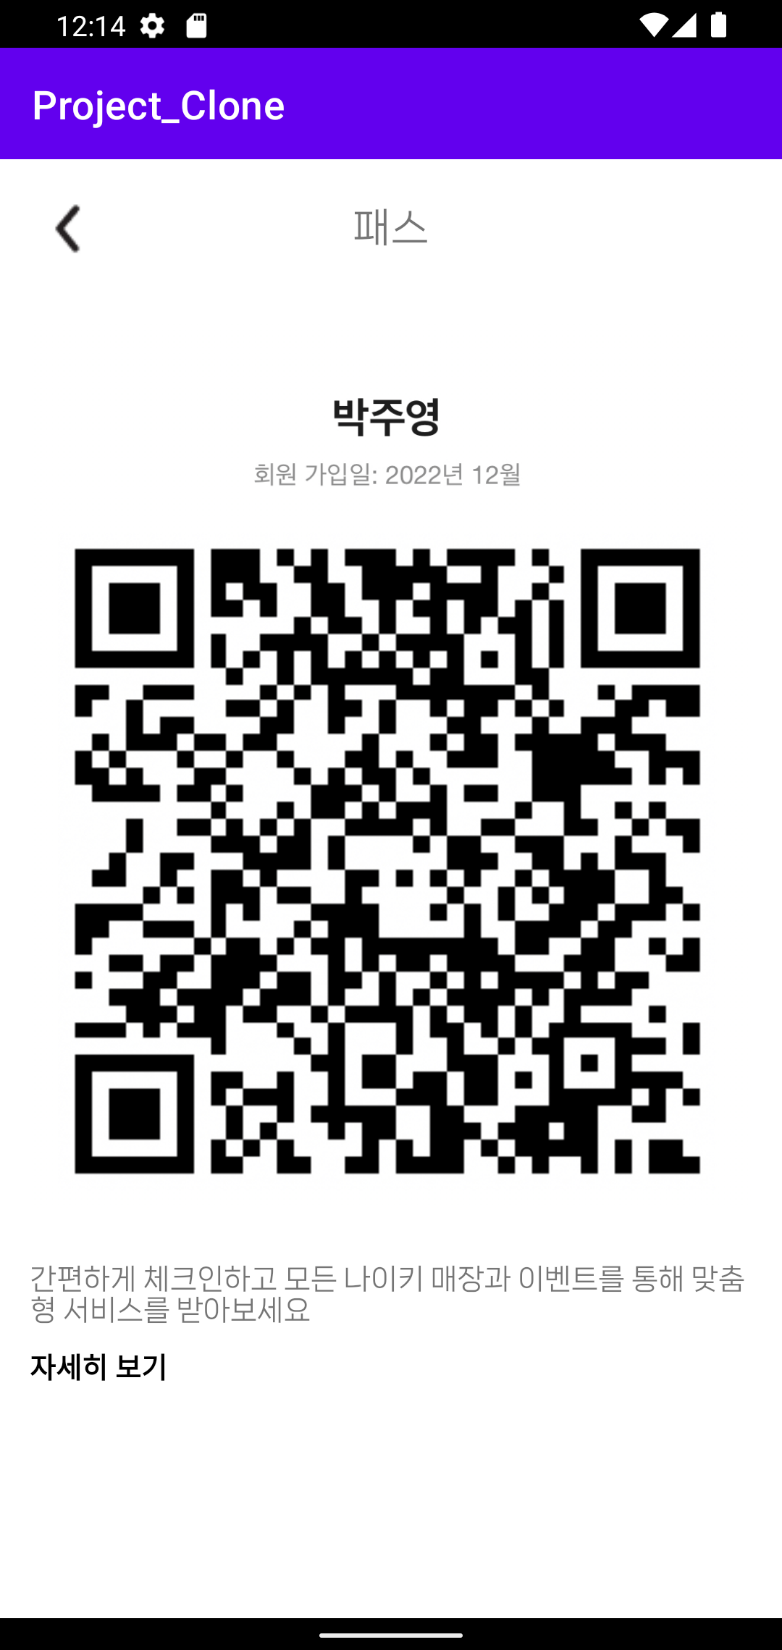 12:14
Project_Clone
패스
박주영
회원 가입일: 2022년 12월
간편하게 체크인하고 모든 나이키 매장과 이벤트를 통해 맞춤
형 서비스를 받아보세요
자세히 보기